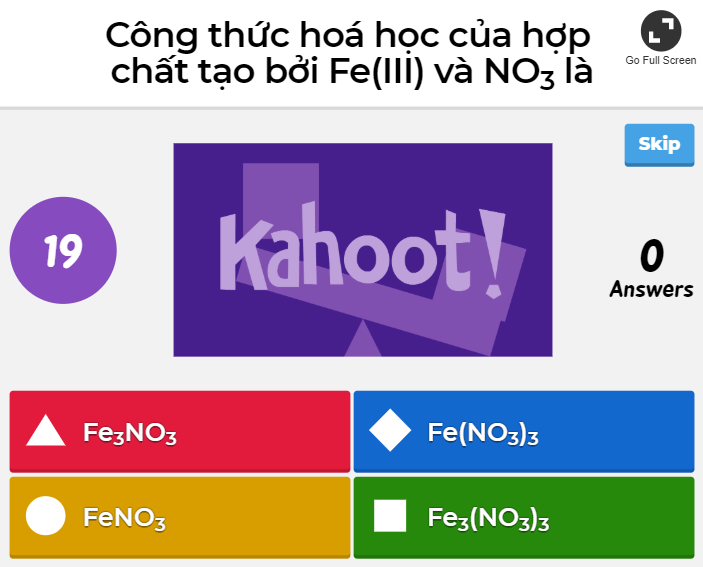 Công thức hoá học của hợp
chất tạo bởi Fe(III) và NO₃ là
Go Full Screen
Skip
19
Kahoot!
0
Answers
Fe₃NO₃
Fe(NO₃)₃
FeNO₃
Fe₃(NO₃)₃